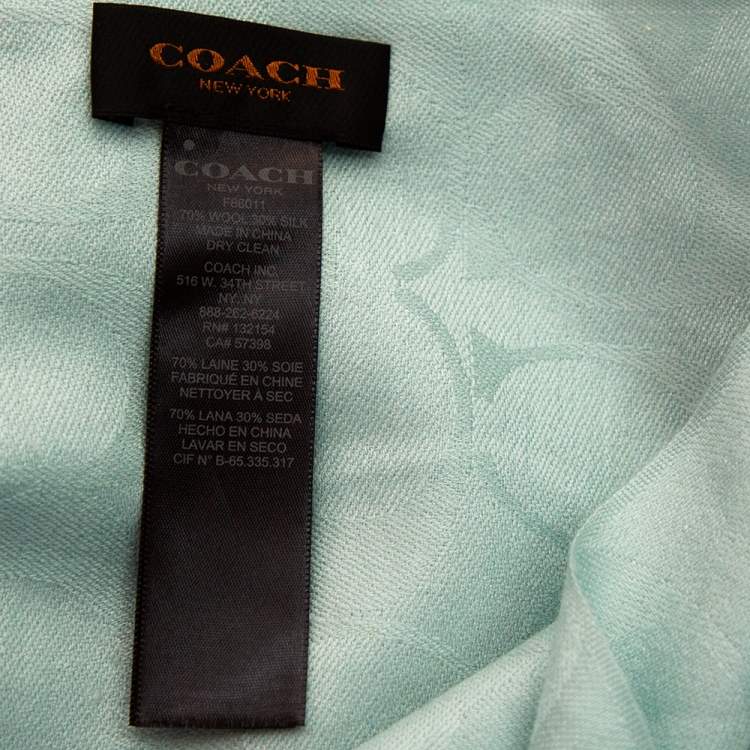 COACH
NEW YORK
COACH
NEW YORK
F86011
70% WOOL 30% SILK
MADE IN CHINA
DRY CLEAN
COACH INC.
516 W. 34TH STREET
NY, NY
888-262-6224
RN# 132154
CA# 57398
70% LAINE 30% SOIE
FABRIQUÉ EN CHINE
NETTOYER À SEC
70% LANA 30% SEDA
HECHO EN CHINA
LAVAR EN SECO
CIF N° B-65.335.317